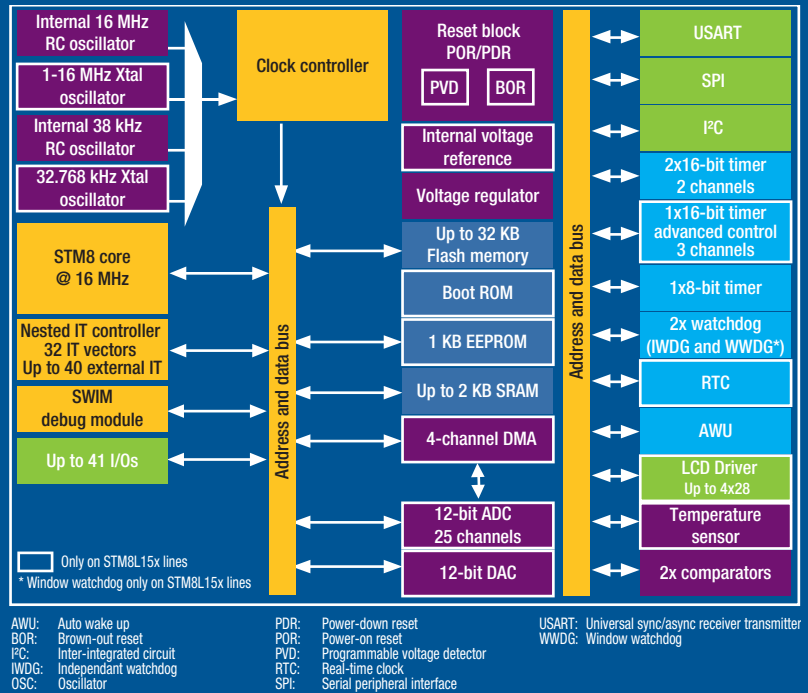 Internal 16 MHz
RC oscillator
1-16 MHz Xtal
oscillator
Internal 38 kHz
RC oscillator
32.768 kHz Xtal
oscillator
Clock controller
STM8 core
@ 16 MHz
Nested IT controller
32 IT vectors
Up to 40 external IT
SWIM
debug module
Up to 41 I/Os
Address and data bus
Reset block
POR/PDR
PVD
BOR
Internal voltage
reference
Voltage regulator
Up to 32 KB
Flash memory
Boot ROM
1 KB EEPROM
Up to 2 KB SRAM
4-channel DMA
12-bit ADC
25 channels
12-bit DAC
Address and data bus
USART
SPI
I²C
2x16-bit timer
2 channels
1x16-bit timer
advanced control
3 channels
1x8-bit timer
2x watchdog
(IWDG and WWDG*)
RTC
AWU
LCD Driver
Up to 4x28
Temperature
sensor
2x comparators
Only on STM8L15x lines
* Window watchdog only on STM8L15x lines
AWU: Auto wake up
BOR: Brown-out reset
I²C: Inter-integrated circuit
IWDG: Independant watchdog
OSC: Oscillator
PDR: Power-down reset
POR: Power-on reset
PVD: Programmable voltage detector
RTC: Real-time clock
SPI: Serial peripheral interface
USART: Universal sync/async receiver transmitter
WWDG: Window watchdog